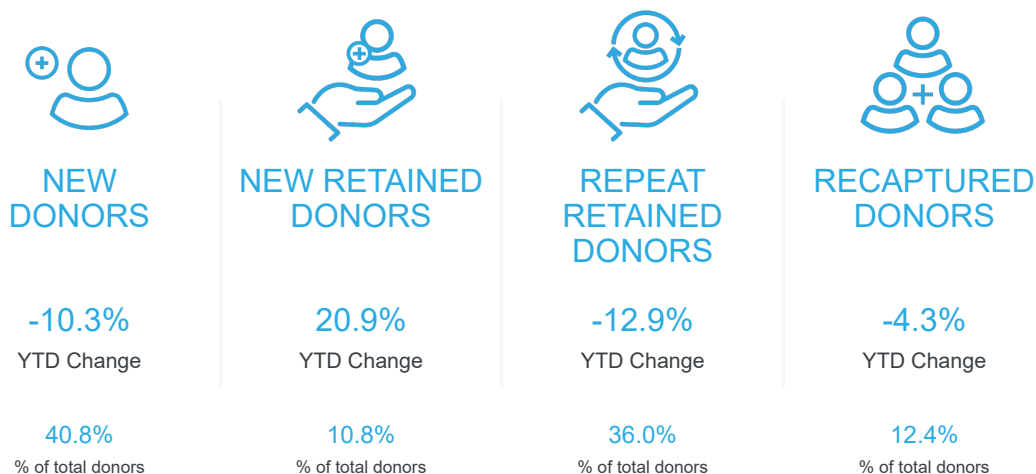 NEW
DONORS
-10.3%
YTD Change
40.8%
% of total donors
NEW RETAINED
DONORS
20.9%
YTD Change
10.8%
% of total donors
REPEAT
RETAINED
DONORS
-12.9%
YTD Change
36.0%
% of total donors
RECAPTURED
DONORS
-4.3%
YTD Change
12.4%
% of total donors